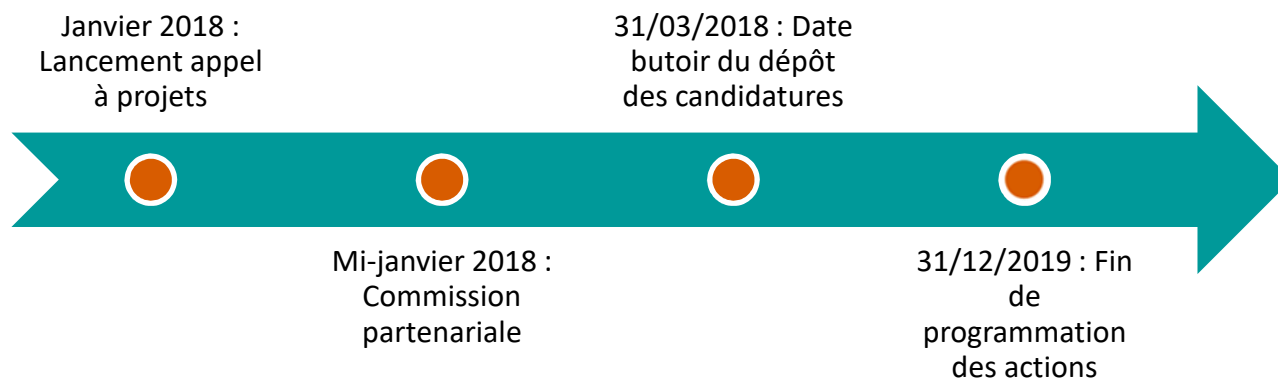 Janvier 2018 :
Lancement appel
à projets
Mi-janvier 2018 :
Commission
partenariale
31/03/2018 : Date
butoir du dépôt
des candidatures
31/12/2019 : Fin
de
programmation
des actions